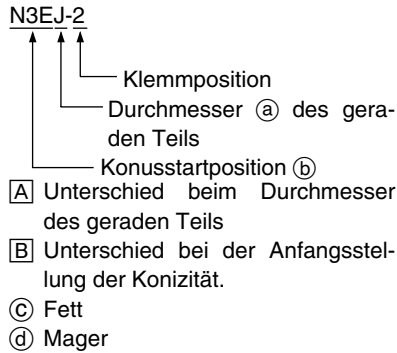 N3EJ-2
Klemmposition
Durchmesser ⓐ des gera-
den Teils
Konusstartposition ⓑ
A Unterschied beim Durchmesser
des geraden Teils
B Unterschied bei der Anfangsstel-
lung der Konizität.
ⓒ Fett
ⓓ Mager